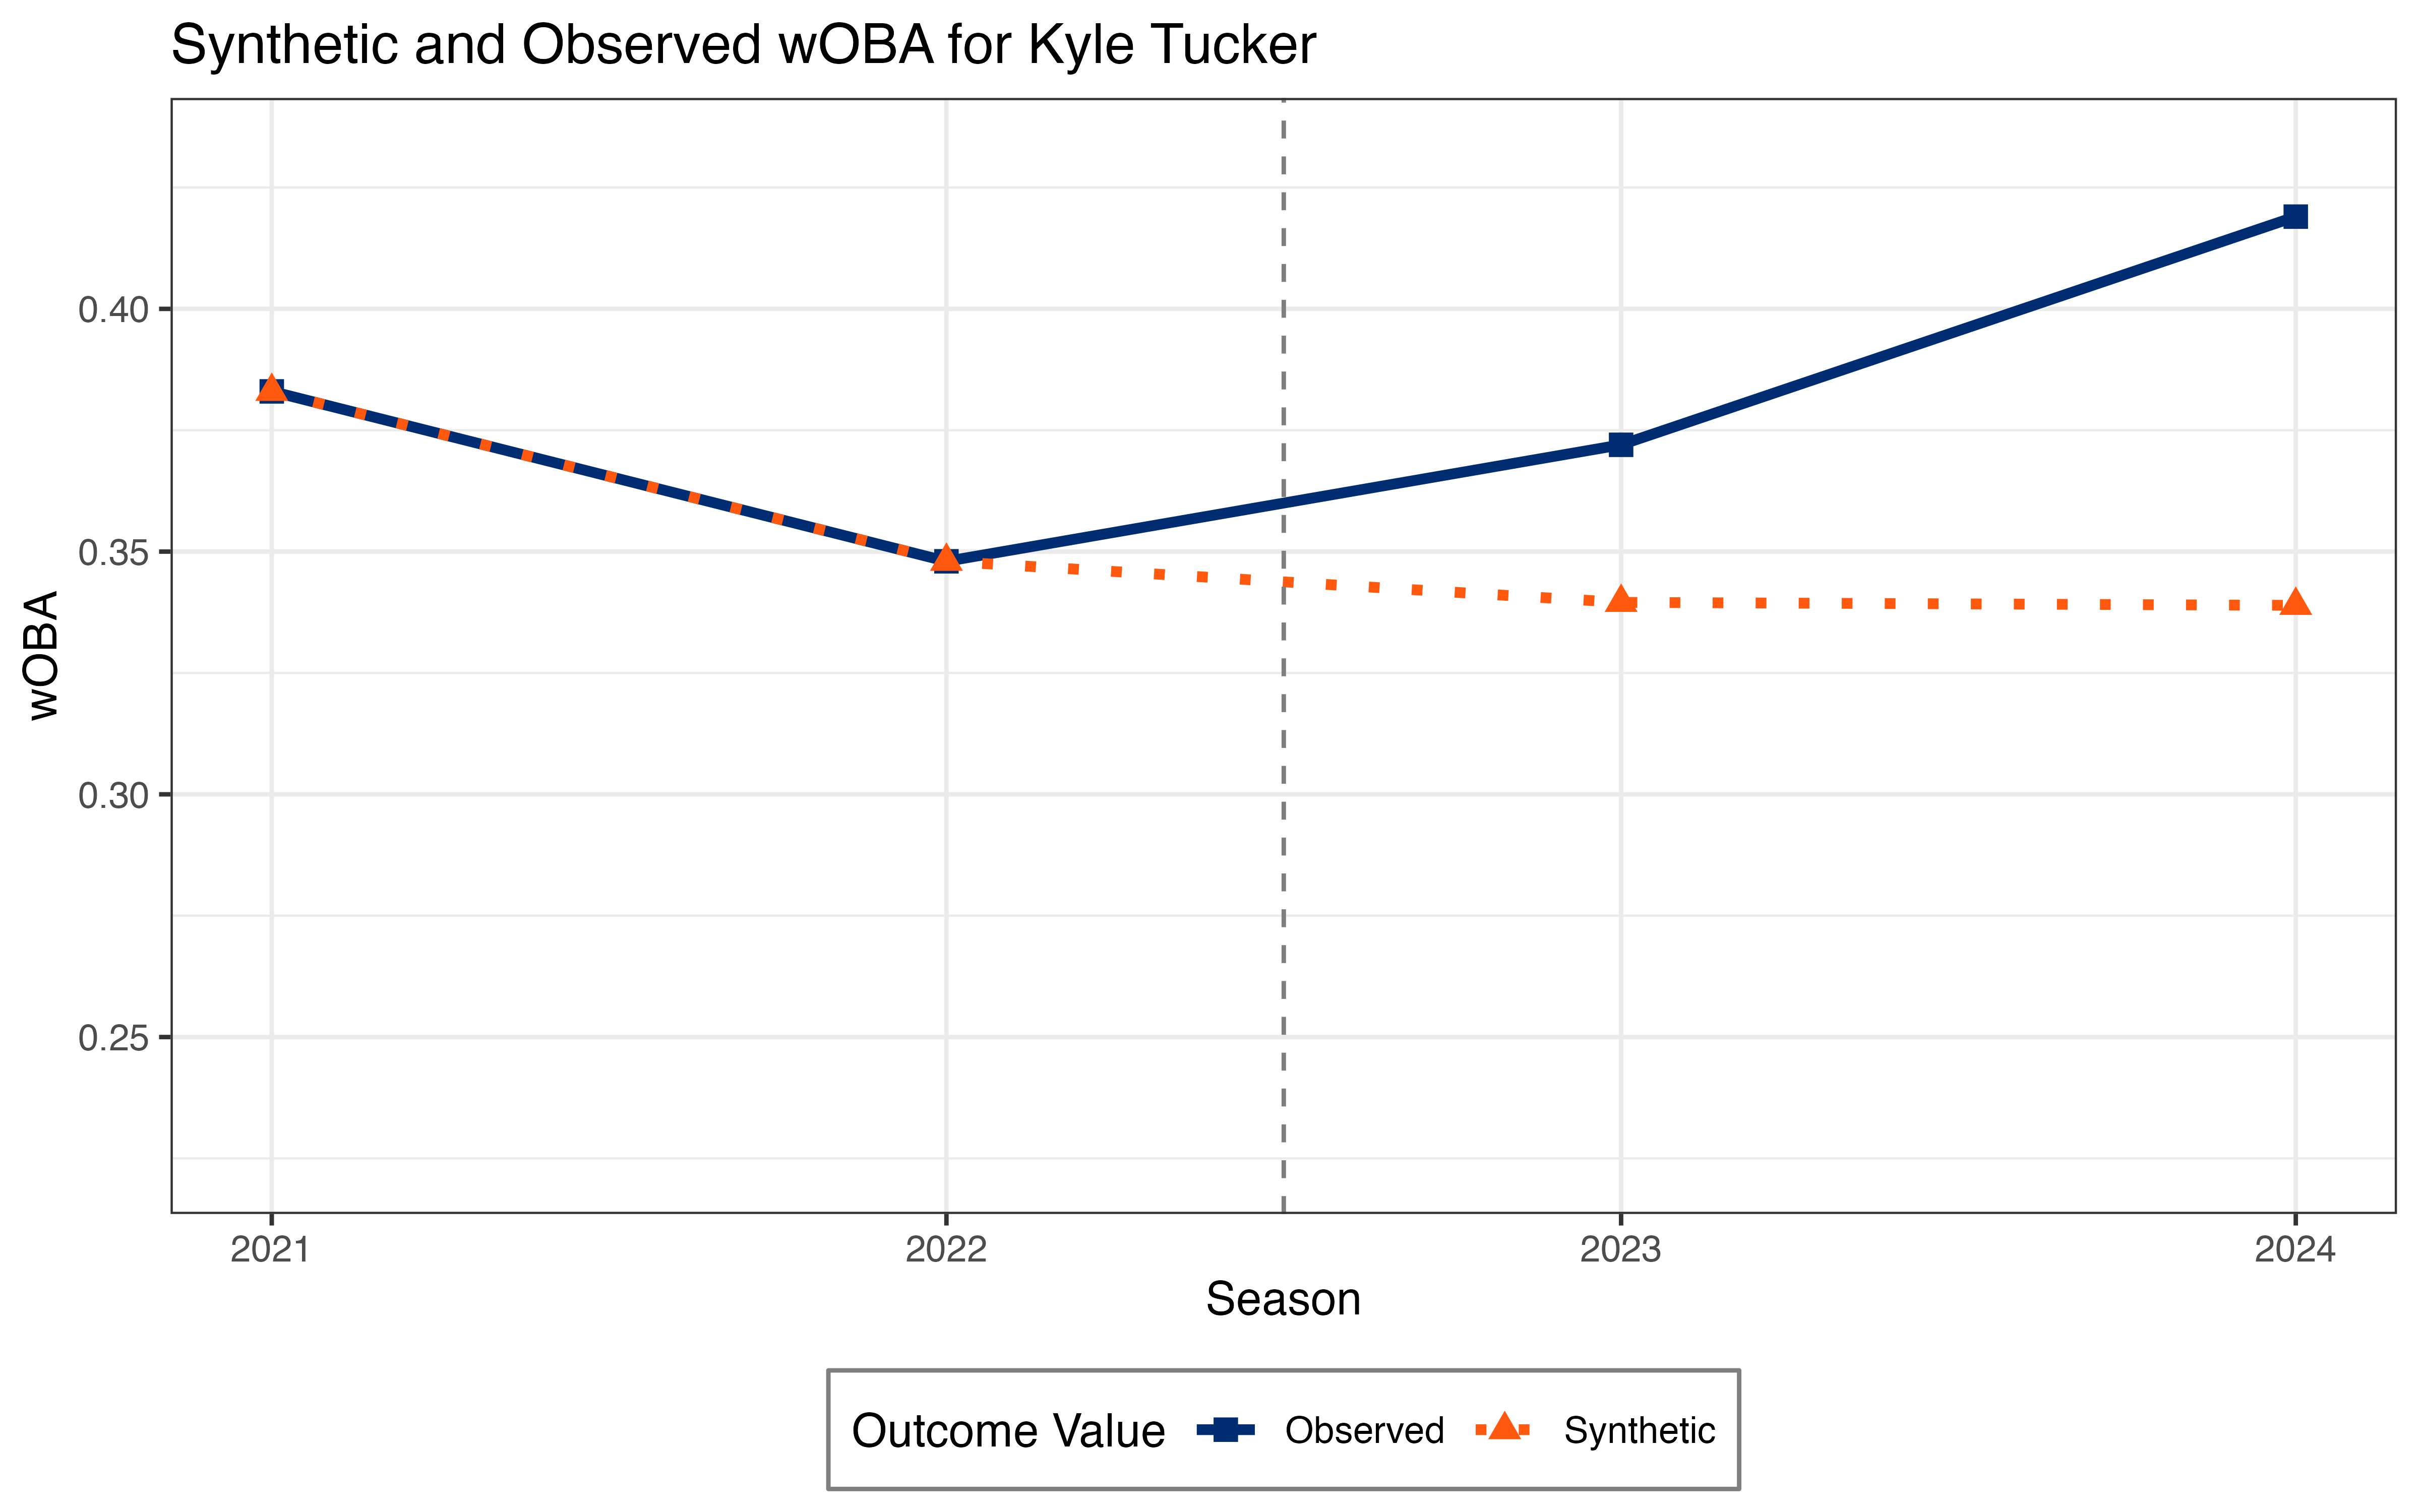 Synthetic and Observed wOBA for Kyle Tucker
wOBA
0.40
0.35
0.30
0.25
2021 2022 2023 2024
Season
Outcome Value Observed Synthetic